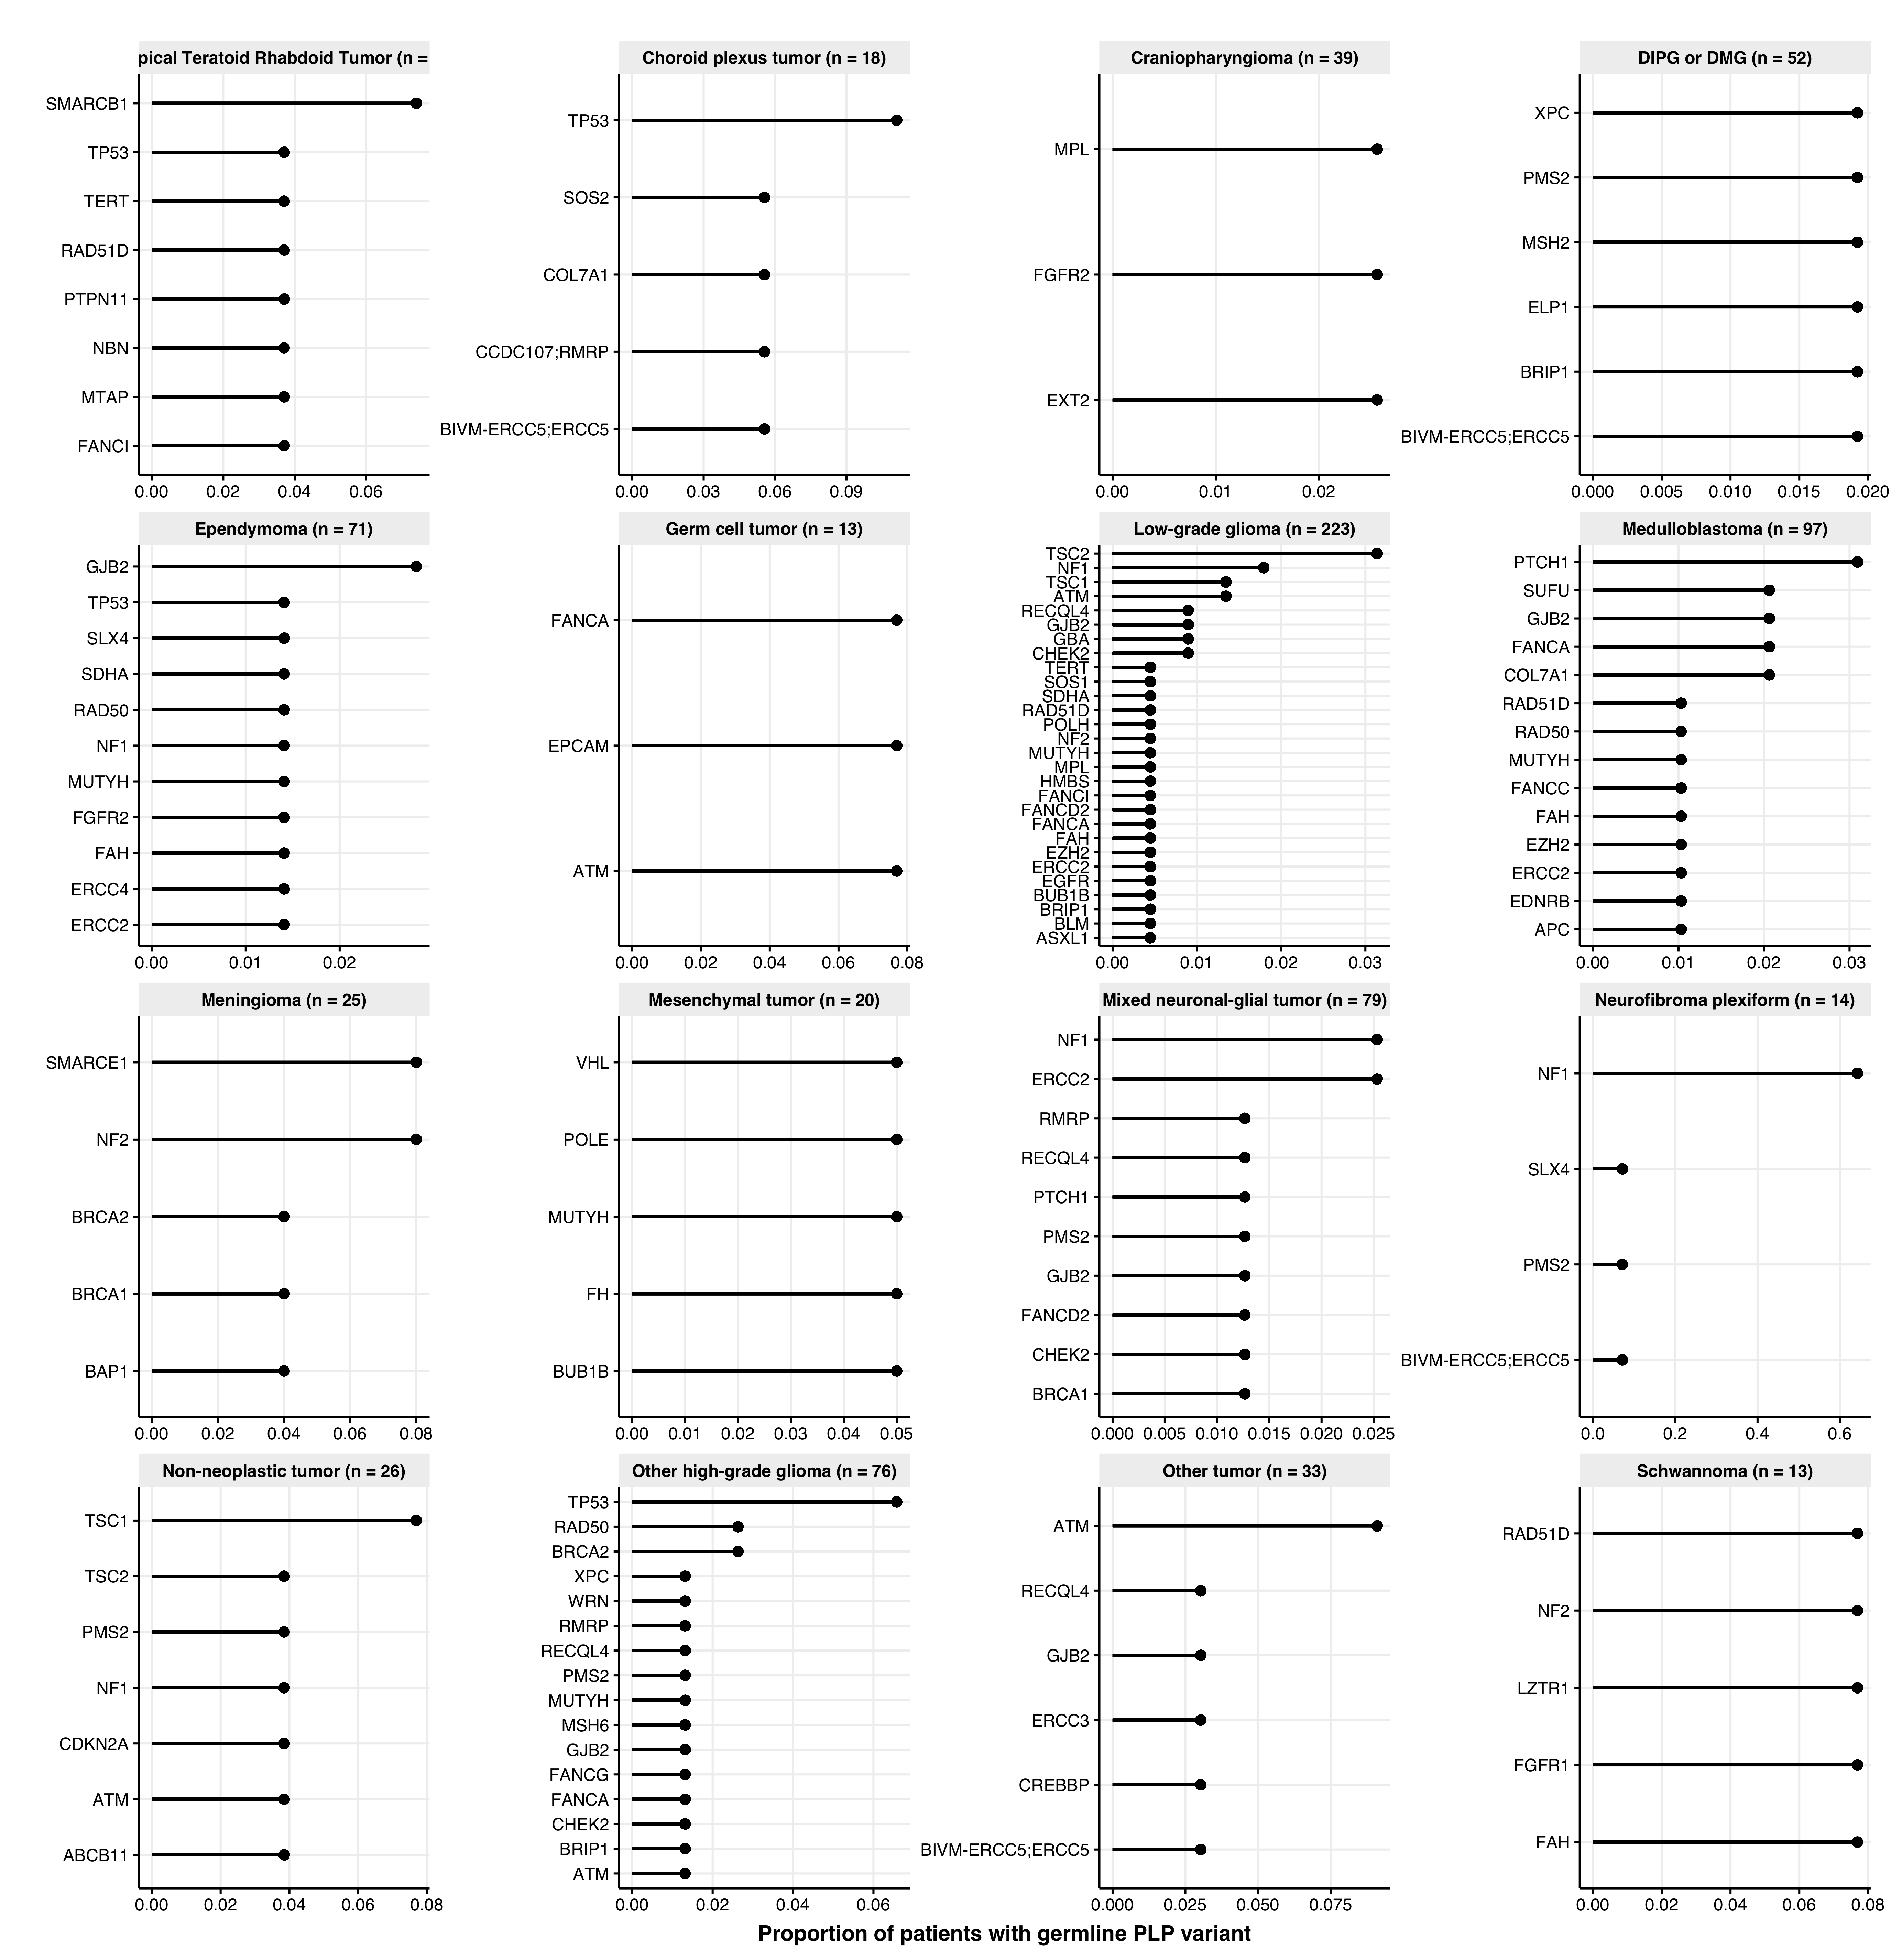 pical Teratoid Rhabdoid Tumor (n =
SMARCB1
TP53
TERT
RAD51D
PTPN11
NBN
MTAP
FANCI
0.00 0.02 0.04 0.06
Choroid plexus tumor (n = 18)
TP53
SOS2
COL7A1
CCDC107;RMRP
BIVM-ERCC5;ERCC5
0.00 0.03 0.06 0.09
Craniopharyngioma (n = 39)
MPL
FGFR2
EXT2
0.00 0.01 0.02
DIPG or DMG (n = 52)
XPC
PMS2
MSH2
ELP1
BRIP1
BIVM-ERCC5;ERCC5
0.000 0.005 0.010 0.015 0.020
Ependymoma (n = 71)
GJB2
TP53
SLX4
SDHA
RAD50
NF1
MUTYH
FGFR2
FAH
ERCC4
ERCC2
0.00 0.01 0.02
Germ cell tumor (n = 13)
FANCA
EPCAM
ATM
0.00 0.02 0.04 0.06 0.08
Low-grade glioma (n = 223)
TSC2
NF1
TSC1
ATM
RECQL4
GJB2
GBA
CHEK2
TERT
SOS1
SDHA
RAD51D
POLH
NF2
MUTYH
MPL
HMBS
FANCI
FANCD2
FANCA
FAH
EZH2
ERCC2
EGFR
BUB1B
BRIP1
BLM
ASXL1
0.00 0.01 0.02 0.03
Medulloblastoma (n = 97)
PTCH1
SUFU
GJB2
FANCA
COL7A1
RAD51D
RAD50
MUTYH
FANCC
FAH
EZH2
ERCC2
EDNRB
APC
0.00 0.01 0.02 0.03
Meningioma (n = 25)
SMARCE1
NF2
BRCA2
BRCA1
BAP1
0.00 0.02 0.04 0.06 0.08
Mesenchymal tumor (n = 20)
VHL
POLE
MUTYH
FH
BUB1B
0.00 0.01 0.02 0.03 0.04 0.05
Mixed neuronal-glial tumor (n = 79)
NF1
ERCC2
RMRP
RECQL4
PTCH1
PMS2
GJB2
FANCD2
CHEK2
BRCA1
0.000 0.005 0.010 0.015 0.020 0.025
Neurofibroma plexiform (n = 14)
NF1
SLX4
PMS2
BIVM-ERCC5;ERCC5
0.0 0.2 0.4 0.6
Non-neoplastic tumor (n = 26)
TSC1
TSC2
PMS2
NF1
CDKN2A
ATM
ABCB11
0.00 0.02 0.04 0.06 0.08
Other high-grade glioma (n = 76)
TP53
RAD50
BRCA2
XPC
WRN
RMRP
RECQL4
PMS2
MUTYH
MSH6
GJB2
FANCG
FANCA
CHEK2
BRIP1
ATM
0.00 0.02 0.04 0.06
Other tumor (n = 33)
ATM
RECQL4
GJB2
ERCC3
CREBBP
BIVM-ERCC5;ERCC5
0.000 0.025 0.050 0.075
Schwannoma (n = 13)
RAD51D
NF2
LZTR1
FGFR1
FAH
0.00 0.02 0.04 0.06 0.08
Proportion of patients with germline PLP variant